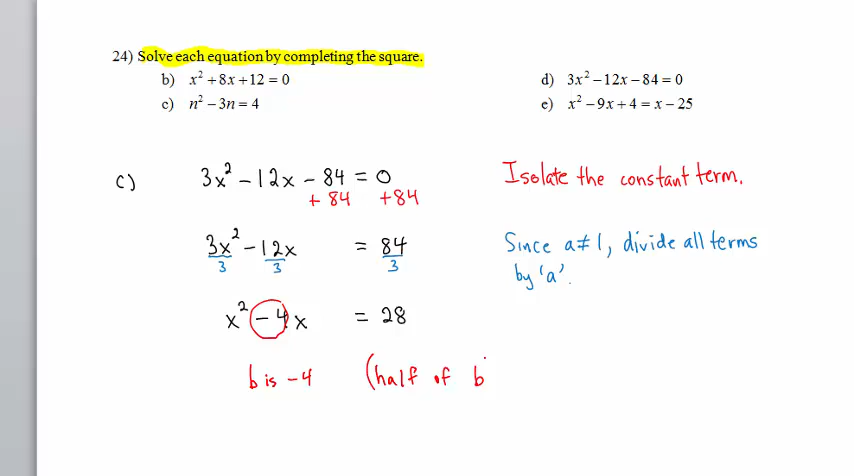 24) Solve each equation by completing the square.
b) x² + 8x + 12 = 0
d) 3x² − 12x − 84 = 0
c) n² − 3n = 4
e) x² − 9x + 4 = x − 25
c) 3x² − 12x − 84 = 0 Isolate the constant term.
+ 84 + 84
3x² − 12x = 84 Since a ≠ 1, divide all terms
3 3 3 by 'a'.
x² − 4x = 28
b is −4 (half of b